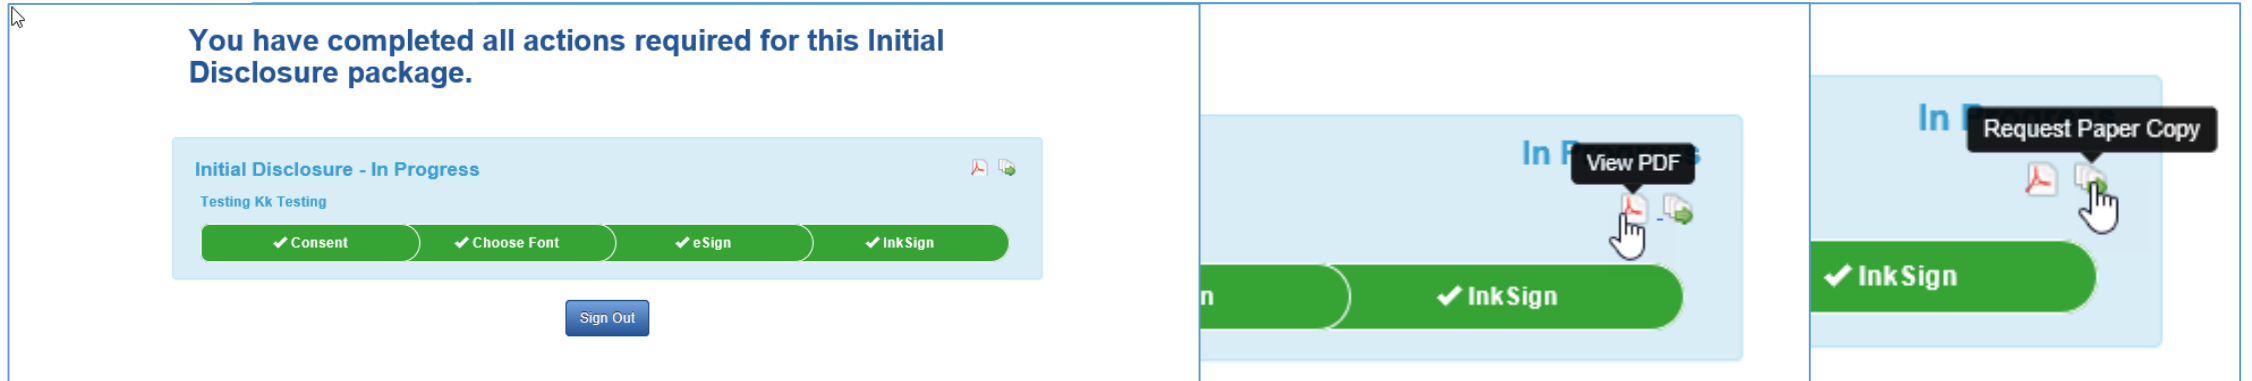 You have completed all actions required for this Initial
Disclosure package.
Initial Disclosure - In Progress
Testing Kk Testing
Consent
Choose Font
eSign
InkSign
Sign Out
In P s
View PDF
n
InkSign
In
Request Paper Copy
InkSign